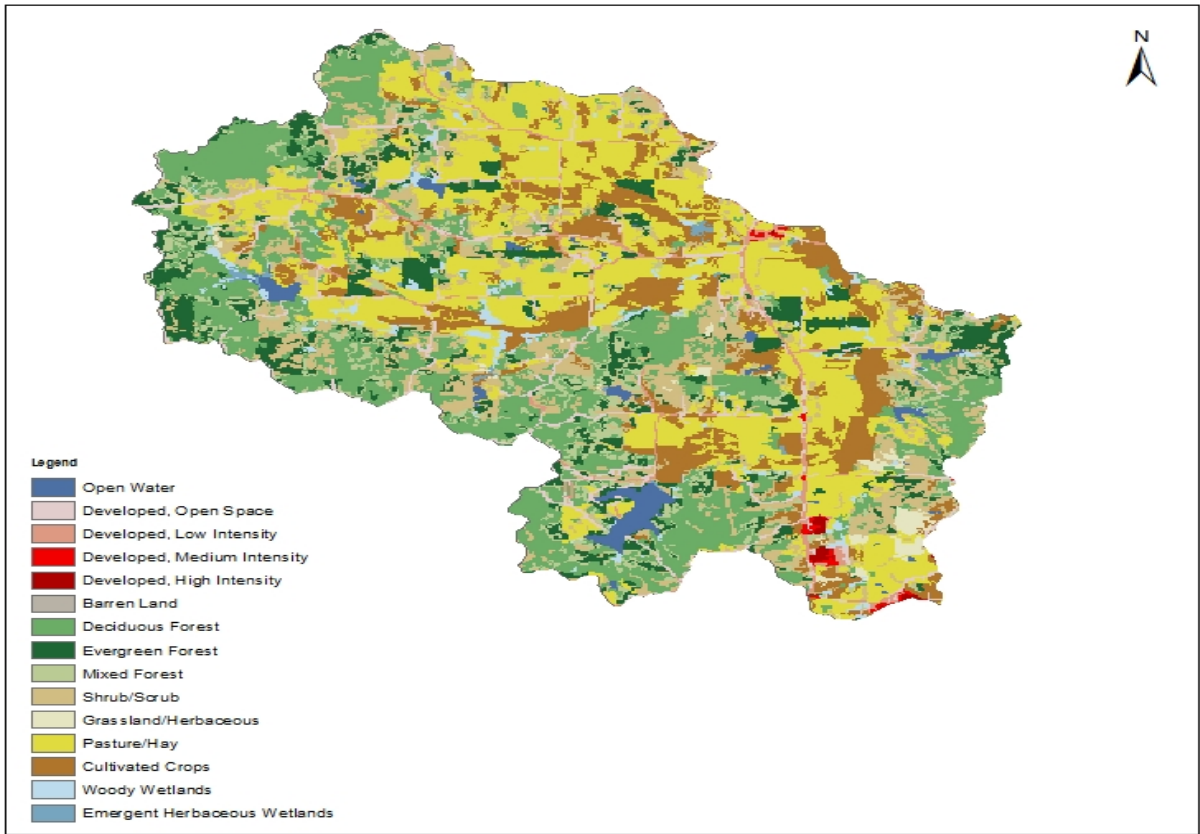 N
Legend
Open Water
Developed, Open Space
Developed, Low Intensity
Developed, Medium Intensity
Developed, High Intensity
Barren Land
Deciduous Forest
Evergreen Forest
Mixed Forest
Shrub/Scrub
Grassland/Herbaceous
Pasture/Hay
Cultivated Crops
Woody Wetlands
Emergent Herbaceous Wetlands